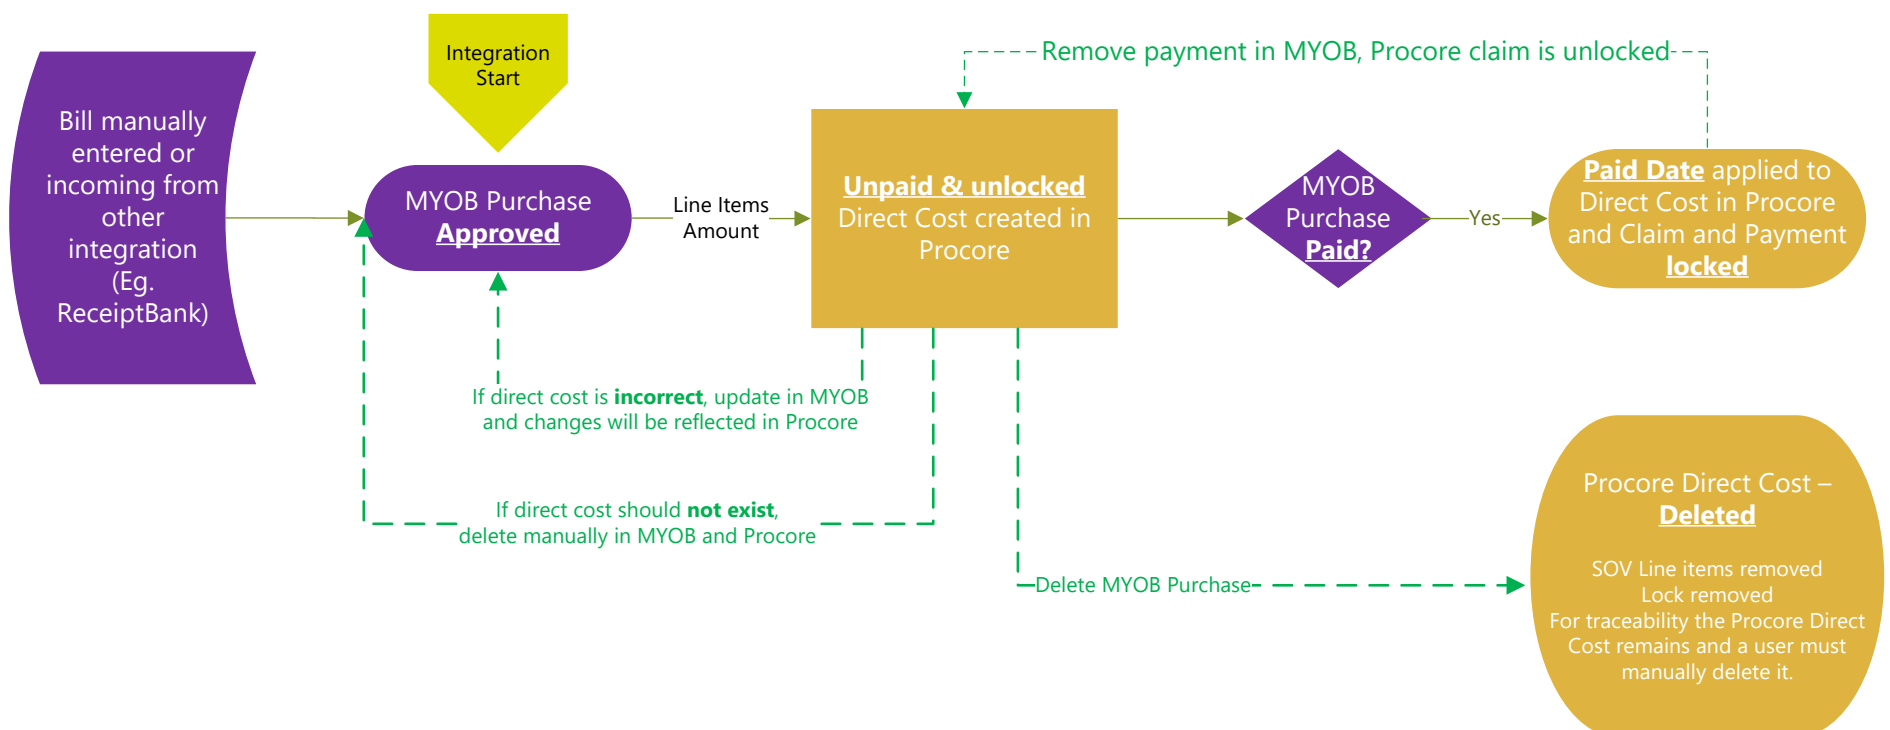 Integration
Start
Remove payment in MYOB, Procore claim is unlocked
Bill manually
entered or
incoming from
other
integration
(Eg.
ReceiptBank)
MYOB Purchase
Approved
Line Items
Amount
Unpaid & unlocked
Direct Cost created in
Procore
MYOB
Purchase
Paid?
Yes
Paid Date applied to
Direct Cost in Procore
and Claim and Payment
locked
If direct cost is incorrect, update in MYOB
and changes will be reflected in Procore
If direct cost should not exist,
delete manually in MYOB and Procore
Delete MYOB Purchase
Procore Direct Cost –
Deleted
SOV Line items removed
Lock removed
For traceability the Procore Direct
Cost remains and a user must
manually delete it.